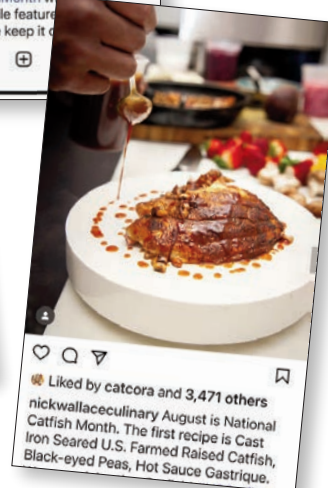 le feature
keep it
Liked by catcora and 3,471 others
nickwallaceculinary August is National
Catfish Month. The first recipe is Cast
Iron Seared U.S. Farmed Raised Catfish,
Black-eyed Peas, Hot Sauce Gastrique.